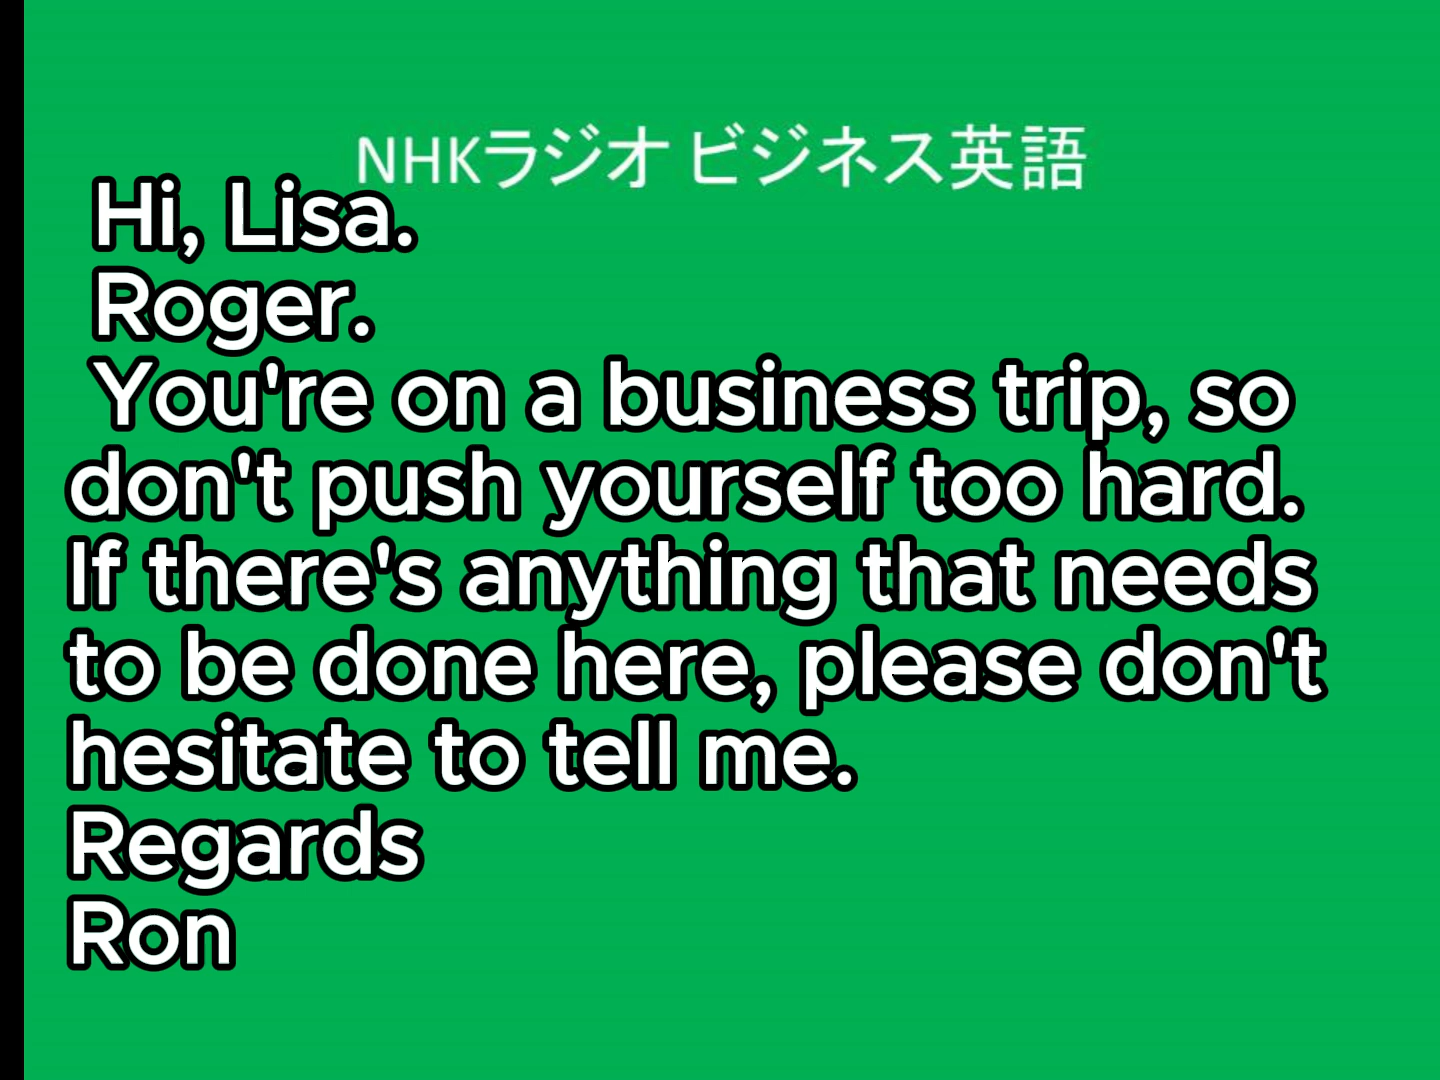 NHKラジオ ビジネス英語
Hi, Lisa.
Roger.
You're on a business trip, so
don't push yourself too hard.
If there's anything that needs
to be done here, please don't
hesitate to tell me.
Regards
Ron